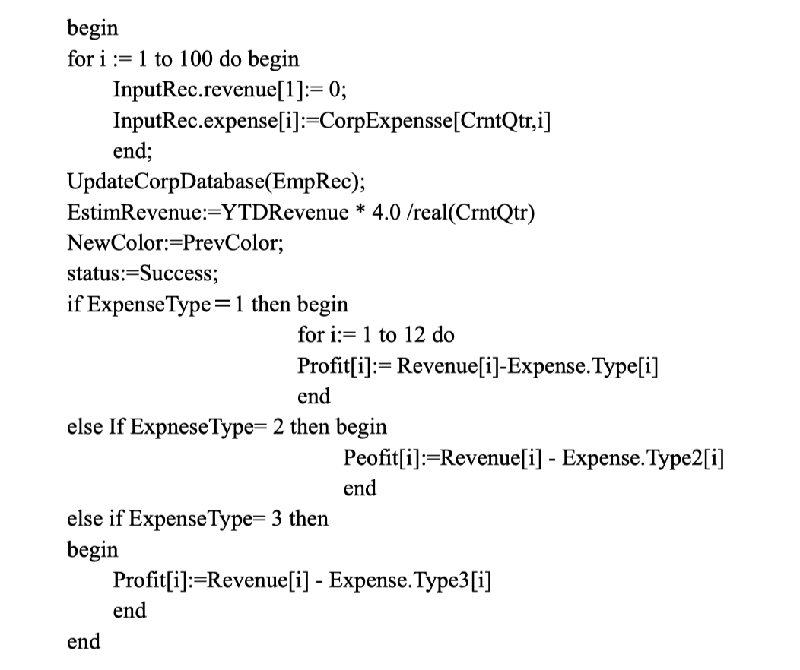 begin
for i := 1 to 100 do begin
InputRec.revenue[1]:= 0;
InputRec.expense[i]:=CorpExpensse[CrntQtr,i]
end;
UpdateCorpDatabase(EmpRec);
EstimRevenue:=YTDRevenue * 4.0 /real(CrntQtr)
NewColor:=PrevColor;
status:=Success;
if ExpenseType=1 then begin
for i:= 1 to 12 do
Profit[i]:= Revenue[i]-Expense.Type[i]
end
else If ExpneseType= 2 then begin
Peofit[i]:=Revenue[i] - Expense.Type2[i]
end
else if ExpenseType= 3 then
begin
Profit[i]:=Revenue[i] - Expense.Type3[i]
end
end